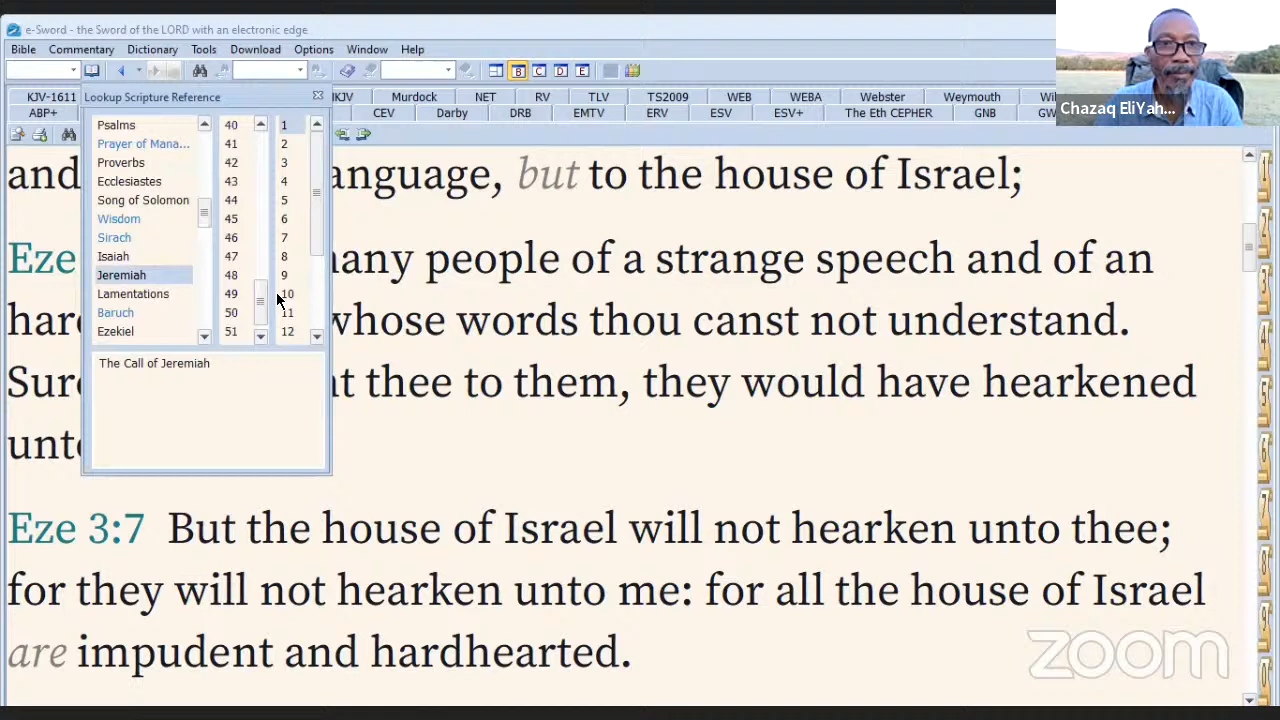 e-Sword - the Sword of the LORD with an electronic edge
Bible Commentary Dictionary Tools Download Options Window Help
B C D E
KJV-1611 KJV Murdock NET RV TLV TS2009 WEB WEBA Webster Weymouth
ABP+ CEV Darby DRB EMTV ERV ESV ESV+ The Eth CEPHER GNB
Chazaq EliYah...
Lookup Scripture Reference
Psalms 40 1
Prayer of Mana... 41 2
Proverbs 42 3
Ecclesiastes 43 4
Song of Solomon 44 5
Wisdom 45 6
Sirach 46 7
Isaiah 47 8
Jeremiah 48 9
Lamentations 49 10
Baruch 50 11
Ezekiel 51 12
The Call of Jeremiah
and anguage, but to the house of Israel;
Eze many people of a strange speech and of an
hard whose words thou canst not understand.
Sure t thee to them, they would have hearkened
unto
Eze 3:7 But the house of Israel will not hearken unto thee;
for they will not hearken unto me: for all the house of Israel
are impudent and hardhearted.
zoom